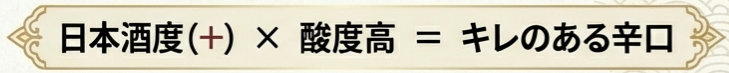 日本酒度(+) × 酸度高 = キレのある辛口